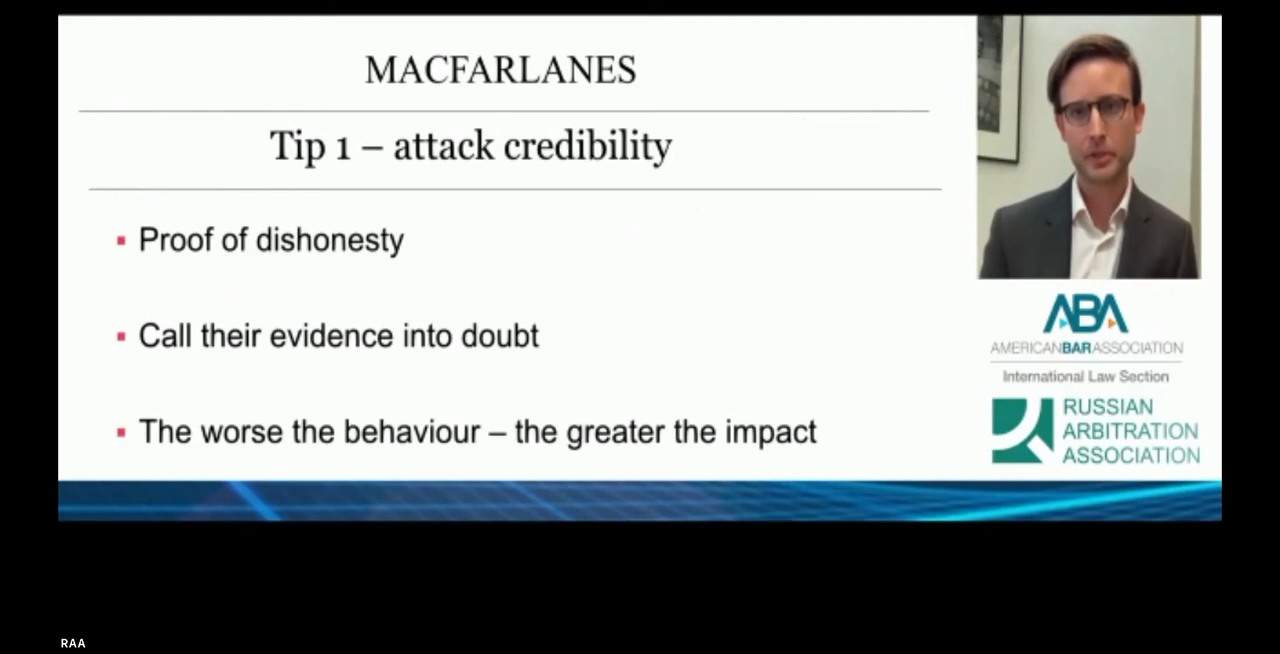 MACFARLANES
Tip 1 – attack credibility
▪ Proof of dishonesty
▪ Call their evidence into doubt
▪ The worse the behaviour – the greater the impact
ABA
AMERICANBARASSOCIATION
International Law Section
RUSSIAN
ARBITRATION
ASSOCIATION
RAA